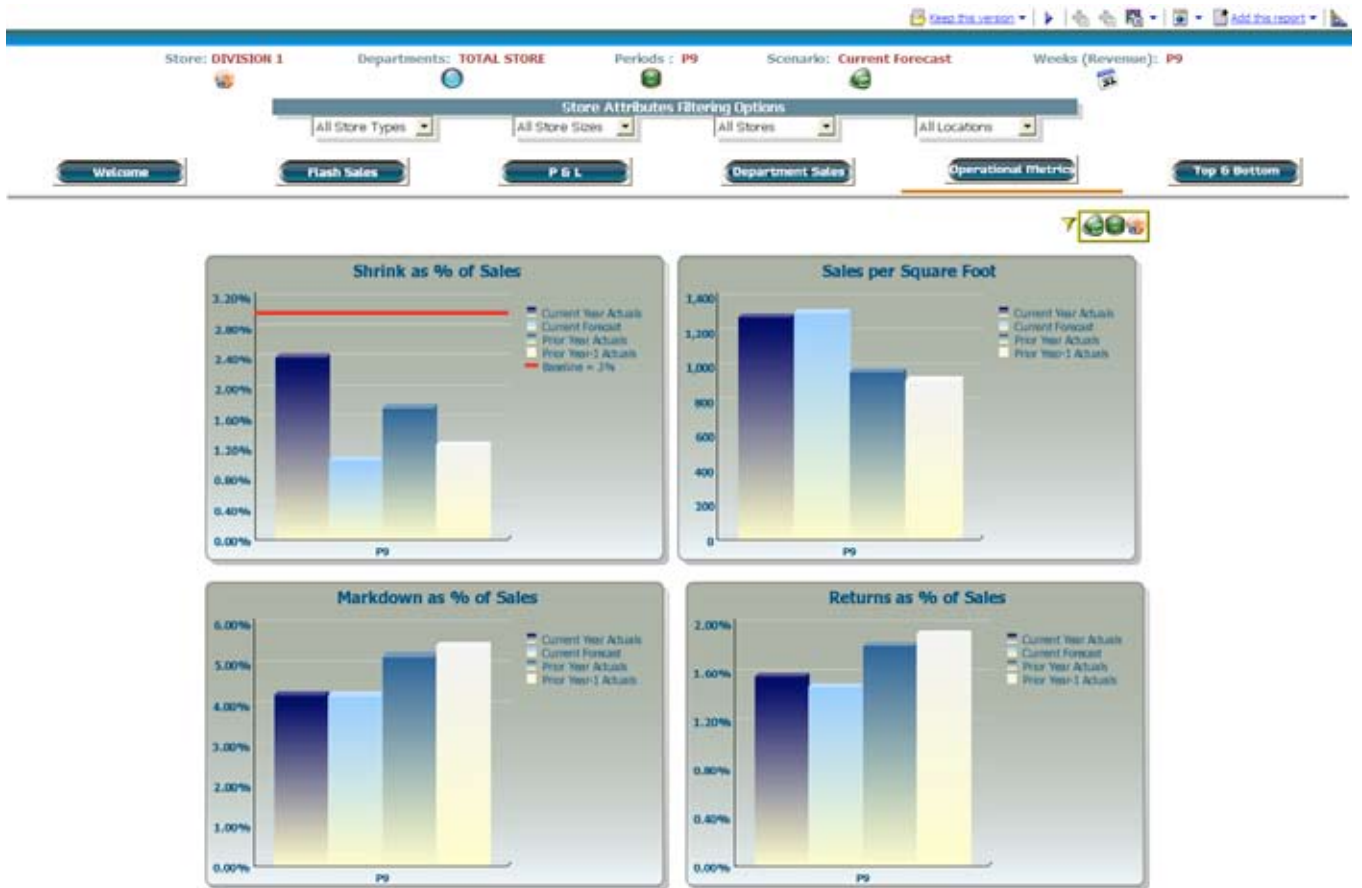 Keep this version
Add this report
Store: DIVISION 1 Departments: TOTAL STORE Periods : P9 Scenario: Current Forecast Weeks (Revenue): P9
Store Attributes Filtering Options
All Store Types All Store Sizes All Stores All Locations
Welcome Flash Sales P & L Department Sales Operational Metrics Top & Bottom
Shrink as % of Sales
3.20%
2.80%
2.40%
2.00%
1.60%
1.20%
0.80%
0.40%
0.00%
P9
Current Year Actuals
Current Forecast
Prior Year Actuals
Prior Year-1 Actuals
Baseline = 3%
Sales per Square Foot
1,400
1,200
1,000
800
600
400
200
0
P9
Current Year Actuals
Current Forecast
Prior Year Actuals
Prior Year-1 Actuals
Markdown as % of Sales
6.00%
5.00%
4.00%
3.00%
2.00%
1.00%
0.00%
P9
Current Year Actuals
Current Forecast
Prior Year Actuals
Prior Year-1 Actuals
Returns as % of Sales
2.00%
1.60%
1.20%
0.80%
0.40%
0.00%
P9
Current Year Actuals
Current Forecast
Prior Year Actuals
Prior Year-1 Actuals